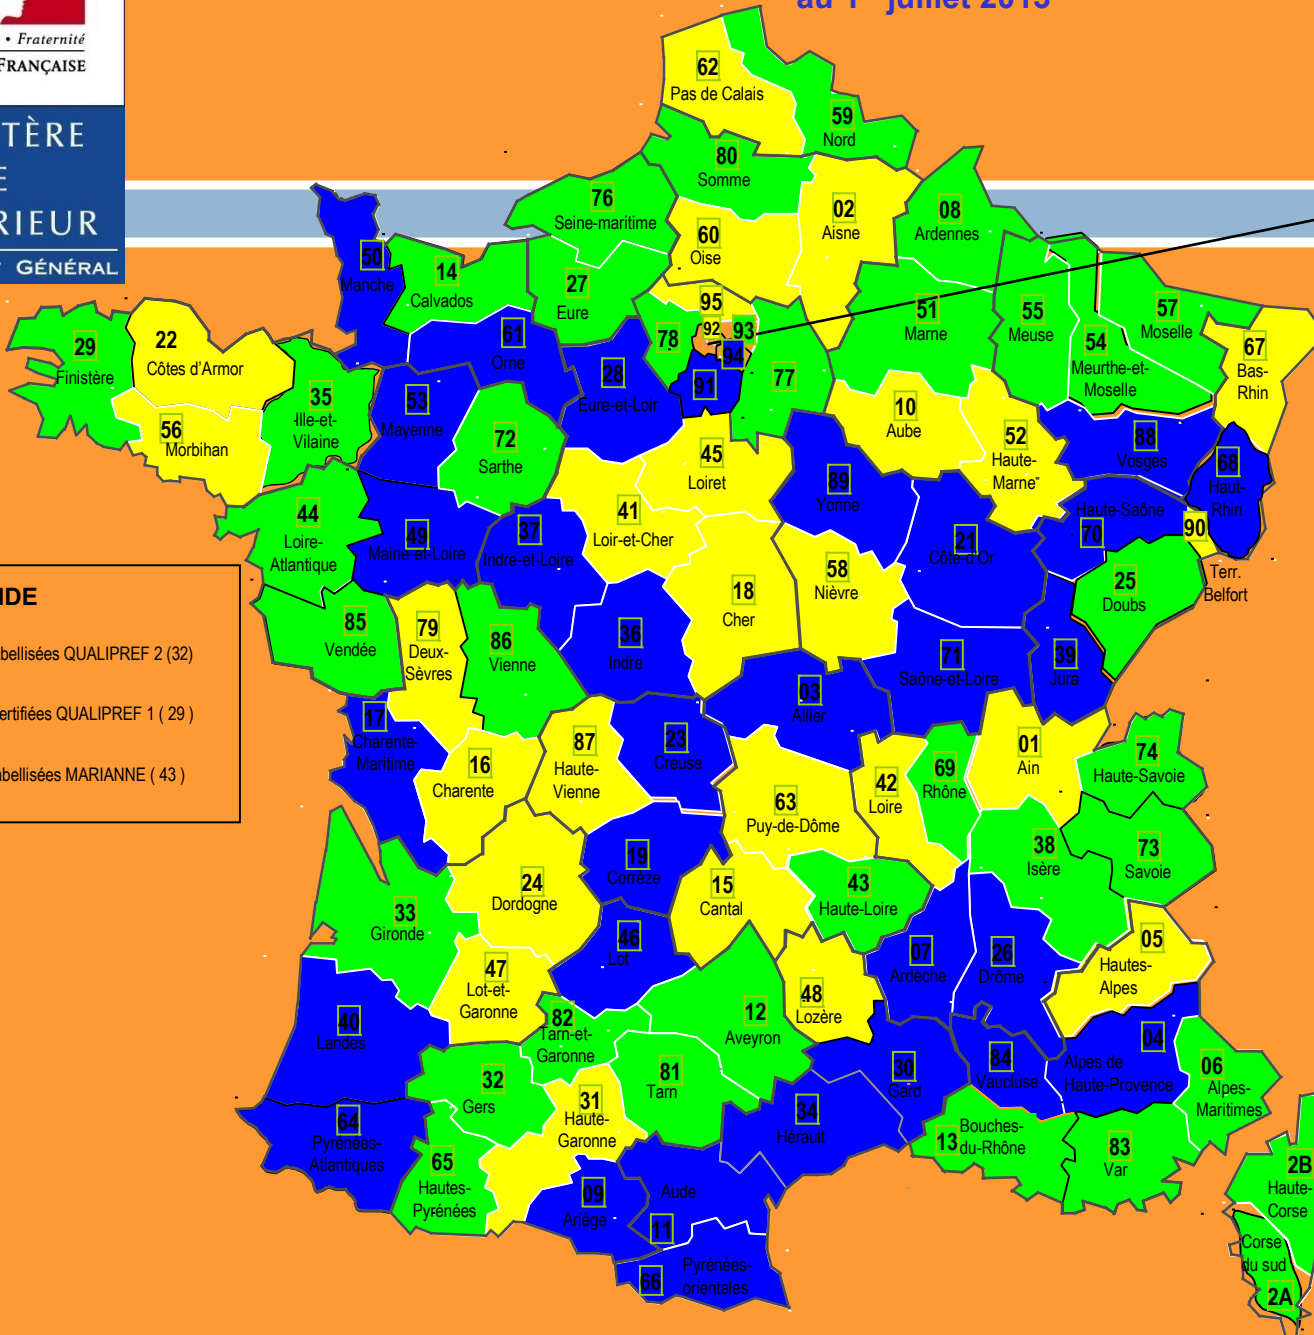 au 1er juillet 2015
• Fraternité
FRANÇAISE
TÈRE
E
RIEUR
GÉNÉRAL
62
Pas de Calais
59
Nord
80
Somme
76
Seine-maritime
02
Aisne
08
Ardennes
60
Oise
50
Manche
14
Calvados
27
Eure
95
92
93
94
78
91
77
51
Marne
55
Meuse
54
Meurthe-et-
Moselle
57
Moselle
67
Bas-
Rhin
29
Finistère
22
Côtes d'Armor
61
Orne
28
Eure-et-Loir
35
Ille-et-
Vilaine
53
Mayenne
56
Morbihan
72
Sarthe
10
Aube
52
Haute-
Marne"
88
Vosges
68
Haut-
Rhin
45
Loiret
89
Yonne
41
Loir-et-Cher
44
Loire-
Atlantique
49
Maine-et-Loire
37
Indre-et-Loire
21
Côte-d'Or
Haute-Saône
70
90
Terr.
Belfort
25
Doubs
58
Nièvre
18
Cher
NDE
bellisées QUALIPREF 2 (32)
ertifiées QUALIPREF 1 ( 29 )
abellisées MARIANNE ( 43 )
85
Vendée
79
Deux-
Sèvres
86
Vienne
36
Indre
71
Saône-et-Loire
39
Jura
03
Allier
17
Charente-
Maritime
16
Charente
87
Haute-
Vienne
23
Creuse
63
Puy-de-Dôme
42
Loire
69
Rhône
01
Ain
74
Haute-Savoie
73
Savoie
38
Isère
19
Corrèze
24
Dordogne
15
Cantal
43
Haute-Loire
33
Gironde
46
Lot
07
Ardèche
26
Drôme
05
Hautes-
Alpes
47
Lot-et-
Garonne
48
Lozère
12
Aveyron
40
Landes
82
Tarn-et-
Garonne
32
Gers
81
Tarn
30
Gard
84
Vaucluse
04
Alpes de
Haute-Provence
06
Alpes-
Maritimes
31
Haute-
Garonne
34
Hérault
64
Pyrénées-
Atlantiques
65
Hautes-
Pyrénées
13
Bouches-
du-Rhône
83
Var
09
Ariège
Aude
11
66
Pyrénées-
orientales
2B
Haute-
Corse
Corse
du sud
2A